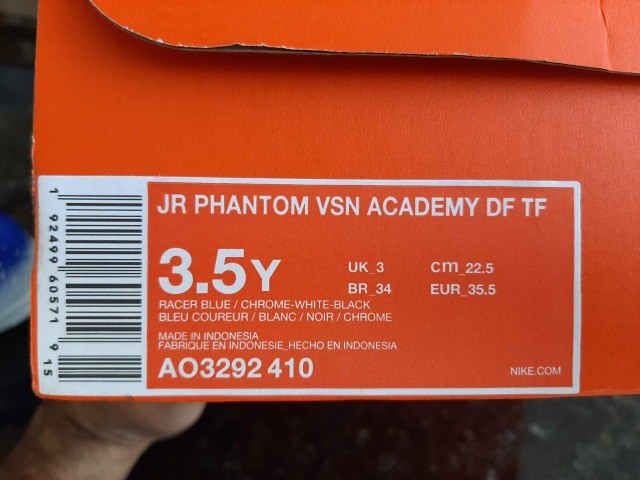 JR PHANTOM VSN ACADEMY DF TF
3.5Y
UK_3 cm_22.5
BR_34 EUR_35.5
RACER BLUE / CHROME-WHITE-BLACK
BLEU COUREUR / BLANC / NOIR / CHROME
MADE IN INDONESIA
FABRIQUE EN INDONESIE_HECHO EN INDONESIA
AO3292 410
NIKE.COM
1 92499 60571 9 15